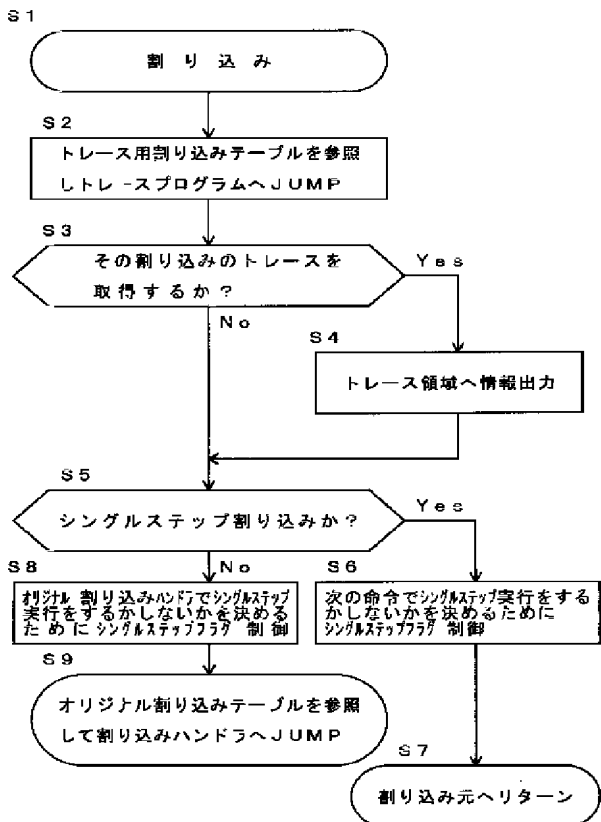 S1
割り込み
S2
トレース用割り込みテーブルを参照
しトレースプログラムへJUMP
S3
その割り込みのトレースを
取得するか?
Yes
No
S4
トレース領域へ情報出力
S5
シングルステップ割り込みか?
Yes
S8
No
S6
オリジナル割り込みハンドラでシングルステップ
実行をするかしないかを決める
ためにシングルステップフラグ制御
次の命令でシングルステップ実行をする
かしないかを決めるために
シングルステップフラグ制御
S9
オリジナル割り込みテーブルを参照
して割り込みハンドラへJUMP
S7
割り込み元へリターン